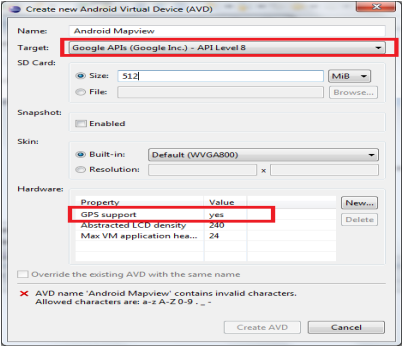 Create new Android Virtual Device (AVD)
Name: Android Mapview
Target: Google APIs (Google Inc.) - API Level 8
SD Card:
Size: 512 MiB
File: Browse...
Snapshot:
Enabled
Skin:
Built-in: Default (WVGA800)
Resolution: x
Hardware:
Property Value New...
GPS support yes
Abstracted LCD density 240 Delete
Max VM application hea... 24
Override the existing AVD with the same name
AVD name 'Android Mapview' contains invalid characters.
Allowed characters are: a-z A-Z 0-9 . _ -
Create AVD Cancel